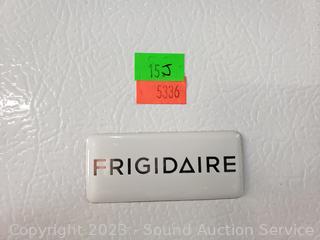 15J
5336
FRIGIDAIRE
Copyright 2023 - Sound Auction Service